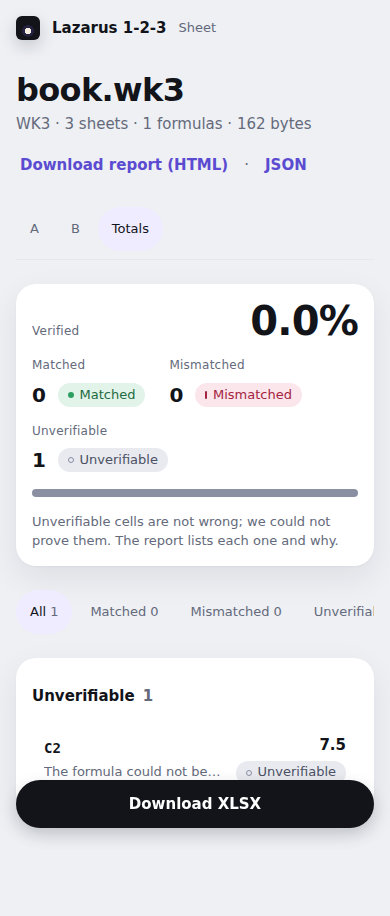 Lazarus 1-2-3 Sheet
book.wk3
WK3 · 3 sheets · 1 formulas · 162 bytes
Download report (HTML) · JSON
A B Totals
Verified 0.0%
Matched Mismatched
0 Matched 0 Mismatched
Unverifiable
1 Unverifiable
Unverifiable cells are not wrong; we could not
prove them. The report lists each one and why.
All 1 Matched 0 Mismatched 0 Unverifia
Unverifiable 1
C2 7.5
The formula could not be… Unverifiable
Download XLSX